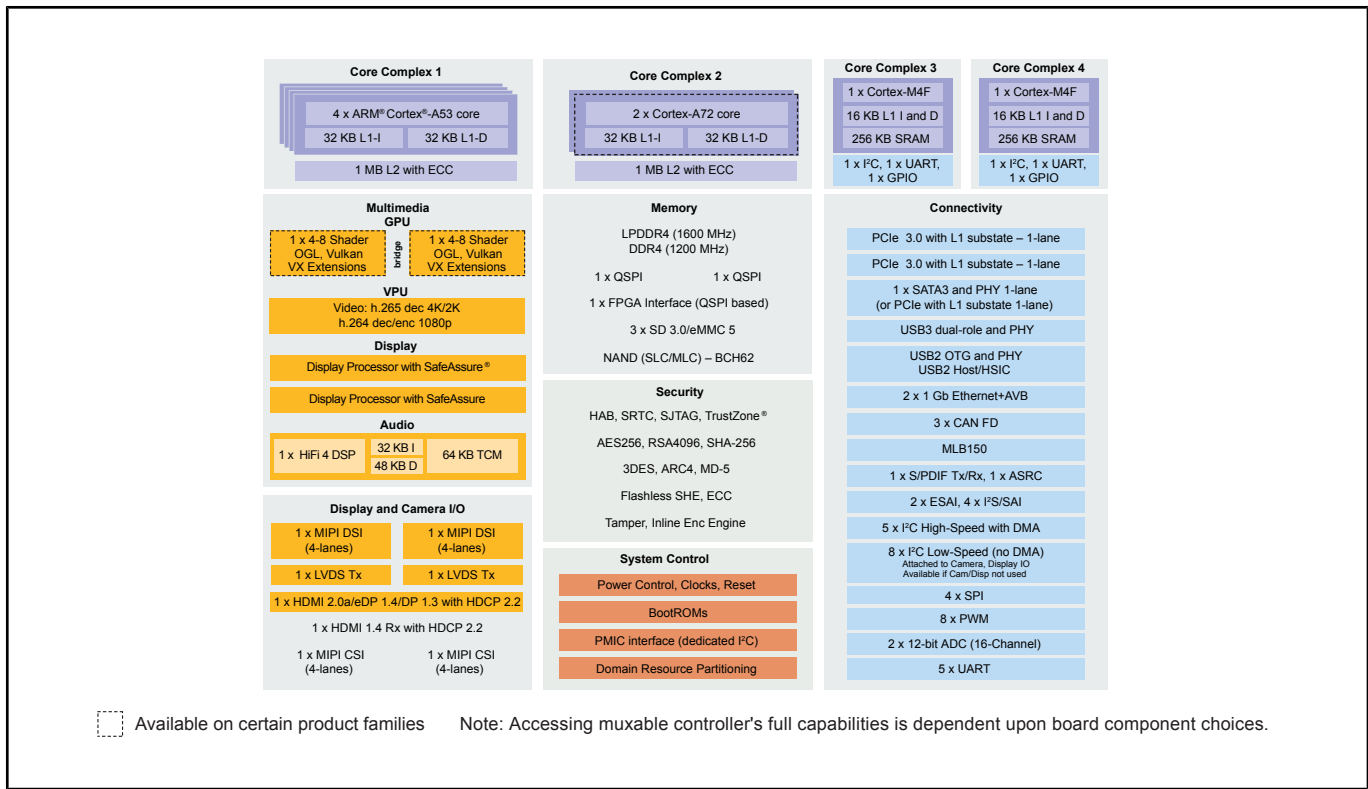 Core Complex 1
4 x ARM® Cortex®-A53 core
32 KB L1-I
32 KB L1-D
1 MB L2 with ECC
Core Complex 2
2 x Cortex-A72 core
32 KB L1-I
32 KB L1-D
1 MB L2 with ECC
Core Complex 3
1 x Cortex-M4F
16 KB L1 I and D
256 KB SRAM
1 x I²C, 1 x UART,
1 x GPIO
Core Complex 4
1 x Cortex-M4F
16 KB L1 I and D
256 KB SRAM
1 x I²C, 1 x UART,
1 x GPIO
Multimedia
GPU
1 x 4-8 Shader
OGL, Vulkan
VX Extensions
bridge
1 x 4-8 Shader
OGL, Vulkan
VX Extensions
VPU
Video: h.265 dec 4K/2K
h.264 dec/enc 1080p
Display
Display Processor with SafeAssure®
Display Processor with SafeAssure
Audio
1 x HiFi 4 DSP
32 KB I
48 KB D
64 KB TCM
Display and Camera I/O
1 x MIPI DSI
(4-lanes)
1 x MIPI DSI
(4-lanes)
1 x LVDS Tx
1 x LVDS Tx
1 x HDMI 2.0a/eDP 1.4/DP 1.3 with HDCP 2.2
1 x HDMI 1.4 Rx with HDCP 2.2
1 x MIPI CSI
(4-lanes)
1 x MIPI CSI
(4-lanes)
Memory
LPDDR4 (1600 MHz)
DDR4 (1200 MHz)
1 x QSPI
1 x QSPI
1 x FPGA Interface (QSPI based)
3 x SD 3.0/eMMC 5
NAND (SLC/MLC) – BCH62
Security
HAB, SRTC, SJTAG, TrustZone®
AES256, RSA4096, SHA-256
3DES, ARC4, MD-5
Flashless SHE, ECC
Tamper, Inline Enc Engine
System Control
Power Control, Clocks, Reset
BootROMs
PMIC interface (dedicated I²C)
Domain Resource Partitioning
Connectivity
PCIe 3.0 with L1 substate – 1-lane
PCIe 3.0 with L1 substate – 1-lane
1 x SATA3 and PHY 1-lane
(or PCIe with L1 substate 1-lane)
USB3 dual-role and PHY
USB2 OTG and PHY
USB2 Host/HSIC
2 x 1 Gb Ethernet+AVB
3 x CAN FD
MLB150
1 x S/PDIF Tx/Rx, 1 x ASRC
2 x ESAI, 4 x I²S/SAI
5 x I²C High-Speed with DMA
8 x I²C Low-Speed (no DMA)
Attached to Camera, Display IO
Available if Cam/Disp not used
4 x SPI
8 x PWM
2 x 12-bit ADC (16-Channel)
5 x UART
Available on certain product families
Note: Accessing muxable controller's full capabilities is dependent upon board component choices.